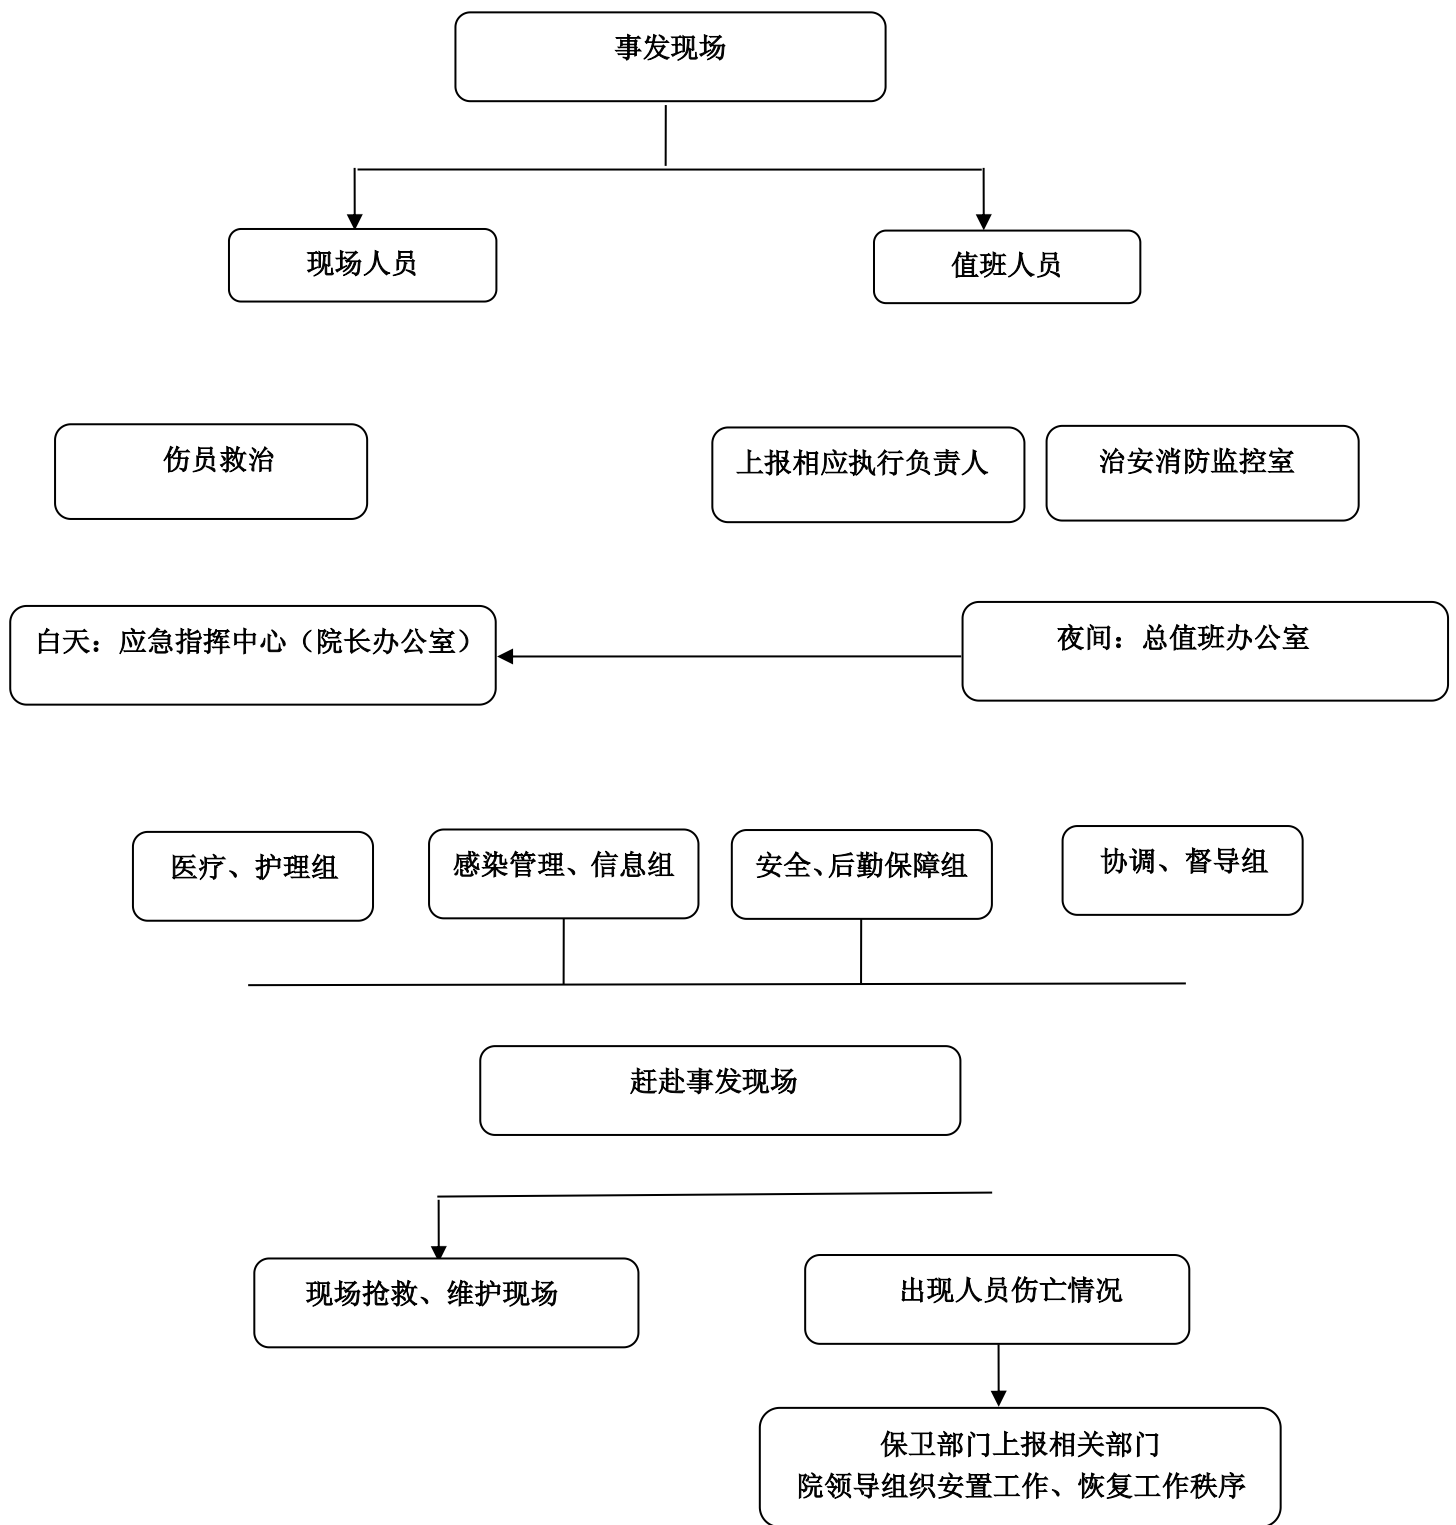 事发现场
现场人员
值班人员
伤员救治
上报相应执行负责人
治安消防监控室
白天：应急指挥中心（院长办公室）
夜间：总值班办公室
医疗、护理组
感染管理、信息组
安全、后勤保障组
协调、督导组
赶赴事发现场
现场抢救、维护现场
出现人员伤亡情况
保卫部门上报相关部门
院领导组织安置工作、恢复工作秩序